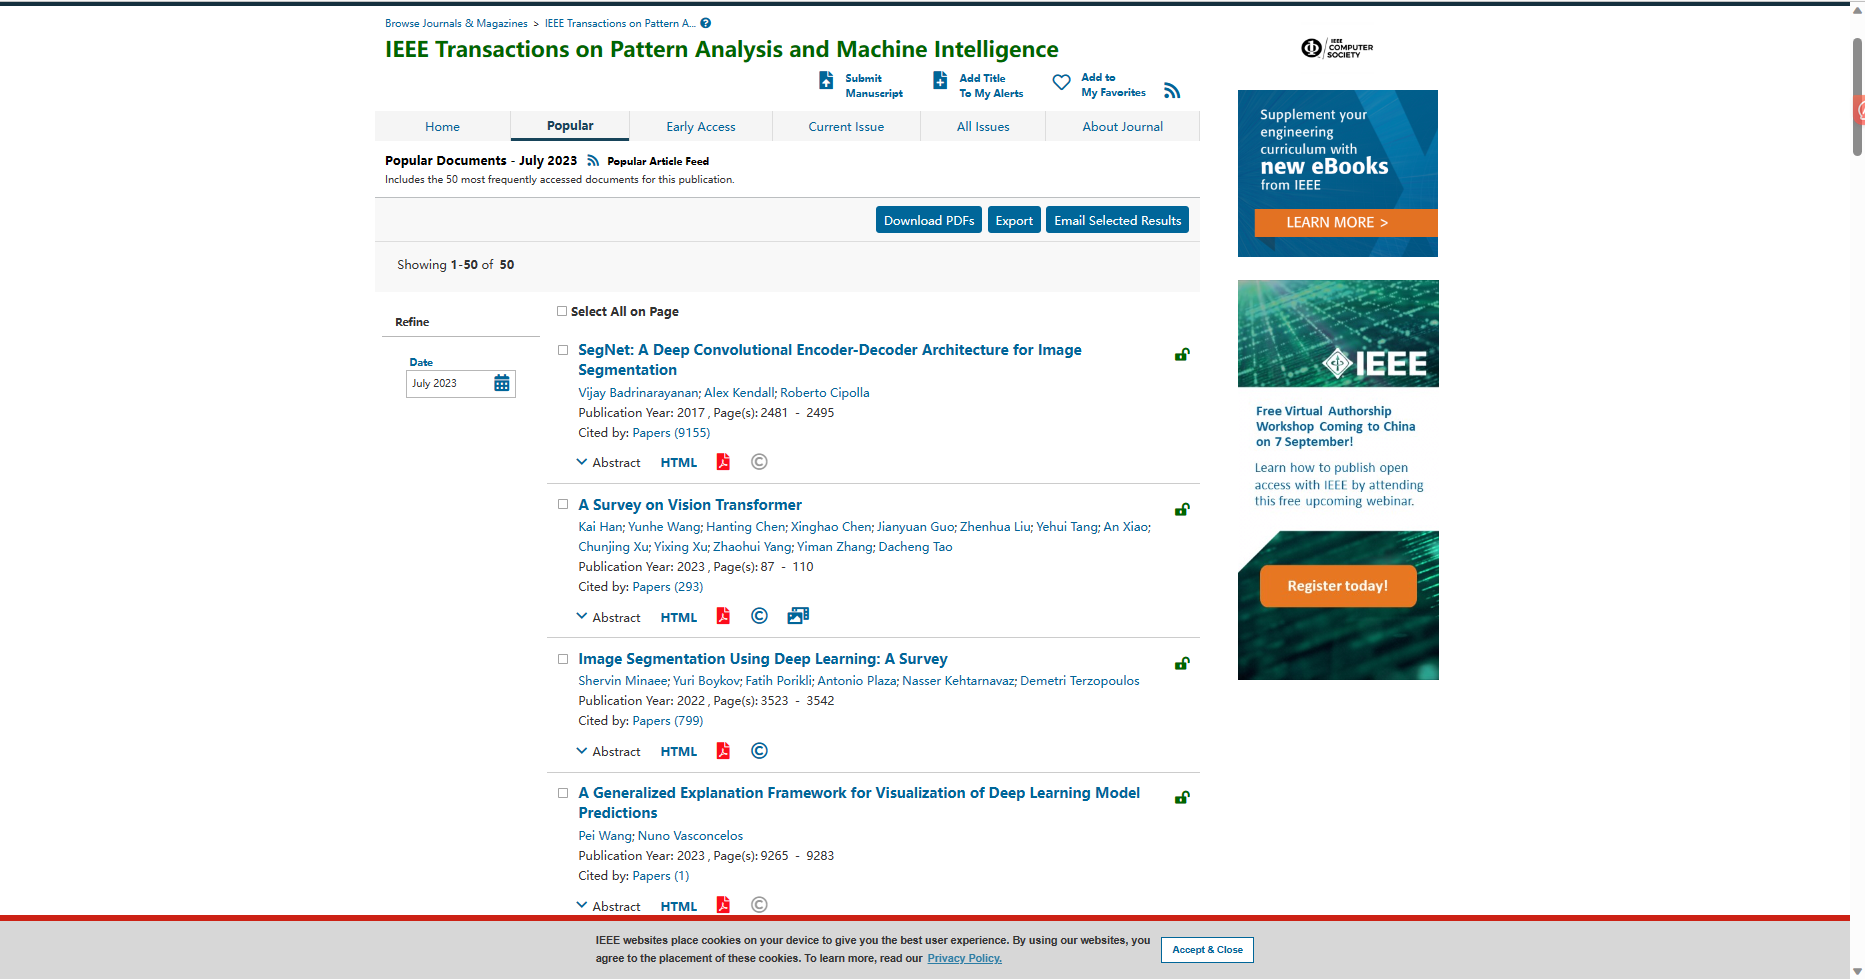 Browse Journals & Magazines > IEEE Transactions on Pattern A... ?
IEEE Transactions on Pattern Analysis and Machine Intelligence
IEEE
COMPUTER
SOCIETY
Submit
Manuscript
Add Title
To My Alerts
Add to
My Favorites
Home Popular Early Access Current Issue All Issues About Journal
Popular Documents - July 2023 Popular Article Feed
Includes the 50 most frequently accessed documents for this publication.
Download PDFs Export Email Selected Results
Showing 1-50 of 50
Refine
Date
July 2023
Select All on Page
SegNet: A Deep Convolutional Encoder-Decoder Architecture for Image
Segmentation
Vijay Badrinarayanan; Alex Kendall; Roberto Cipolla
Publication Year: 2017 , Page(s): 2481 - 2495
Cited by: Papers (9155)
Abstract HTML ©
A Survey on Vision Transformer
Kai Han; Yunhe Wang; Hanting Chen; Xinghao Chen; Jianyuan Guo; Zhenhua Liu; Yehui Tang; An Xiao;
Chunjing Xu; Yixing Xu; Zhaohui Yang; Yiman Zhang; Dacheng Tao
Publication Year: 2023 , Page(s): 87 - 110
Cited by: Papers (293)
Abstract HTML ©
Image Segmentation Using Deep Learning: A Survey
Shervin Minaee; Yuri Boykov; Fatih Porikli; Antonio Plaza; Nasser Kehtarnavaz; Demetri Terzopoulos
Publication Year: 2022 , Page(s): 3523 - 3542
Cited by: Papers (799)
Abstract HTML ©
A Generalized Explanation Framework for Visualization of Deep Learning Model
Predictions
Pei Wang; Nuno Vasconcelos
Publication Year: 2023 , Page(s): 9265 - 9283
Cited by: Papers (1)
Abstract HTML ©
Supplement your
engineering
curriculum with
new eBooks
from IEEE
LEARN MORE >
IEEE
Free Virtual Authorship
Workshop Coming to China
on 7 September!
Learn how to publish open
access with IEEE by attending
this free upcoming webinar.
Register today!
IEEE websites place cookies on your device to give you the best user experience. By using our websites, you
agree to the placement of these cookies. To learn more, read our Privacy Policy.
Accept & Close